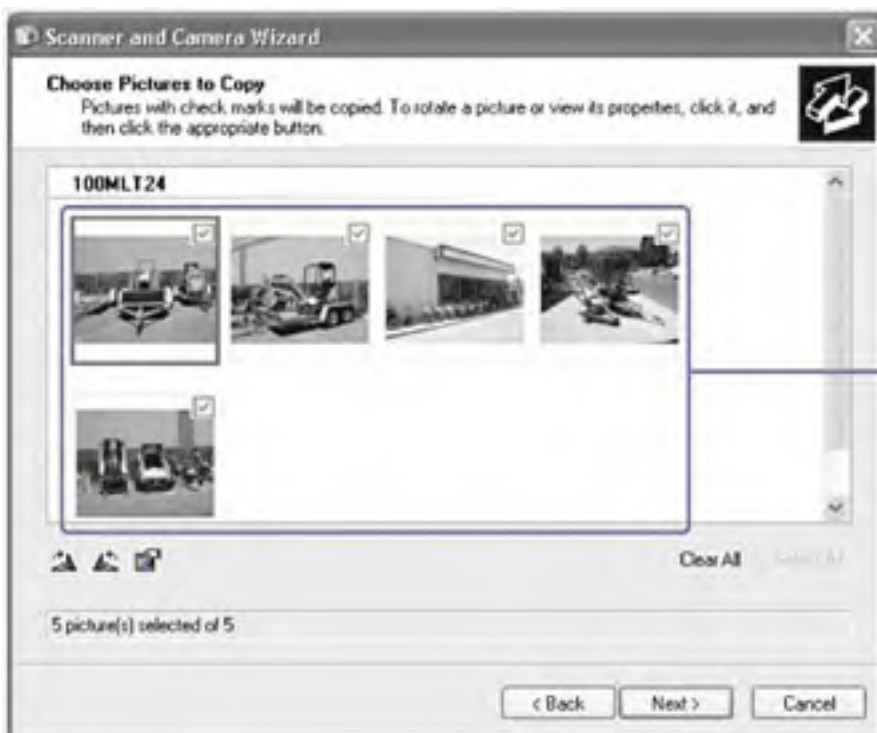 Scanner and Camera Wizard
Choose Pictures to Copy
Pictures with check marks will be copied. To rotate a picture or view its properties, click it, and
then click the appropriate button.
100MLT24
Clear All
Select All
5 picture(s) selected of 5
< Back
Next >
Cancel